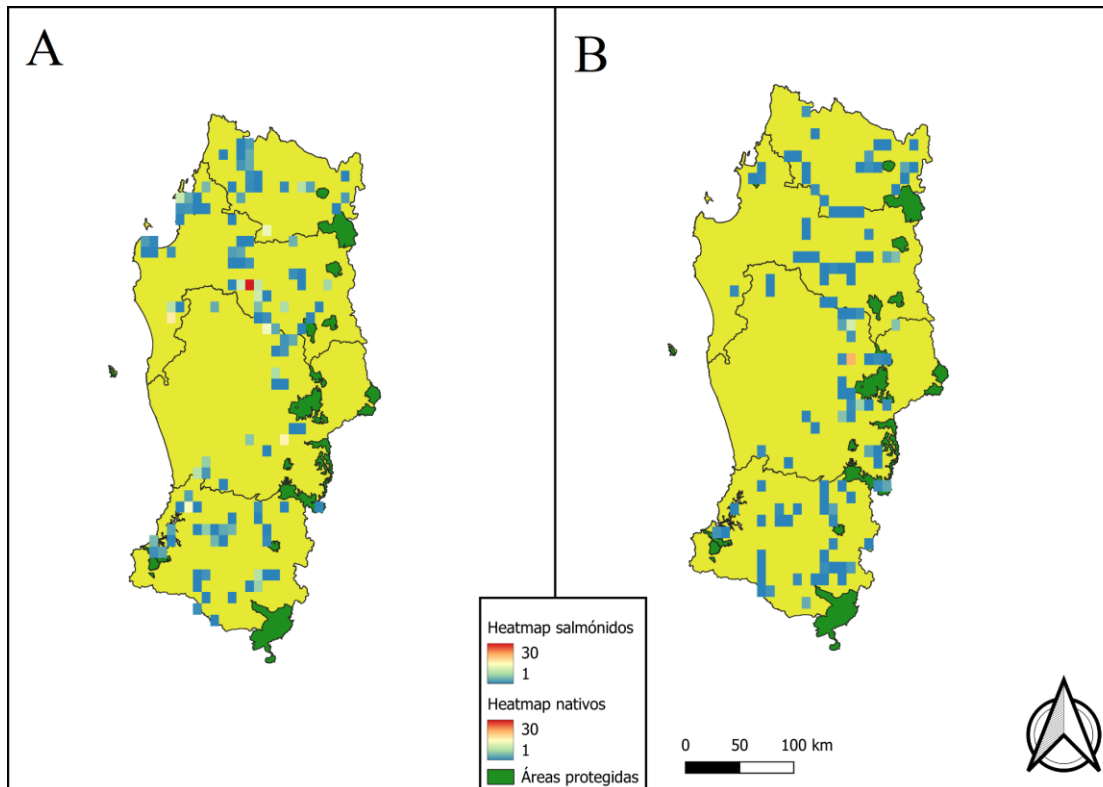 A
B
Heatmap salmónidos
30
1
Heatmap nativos
30
1
Áreas protegidas
0 50 100 km